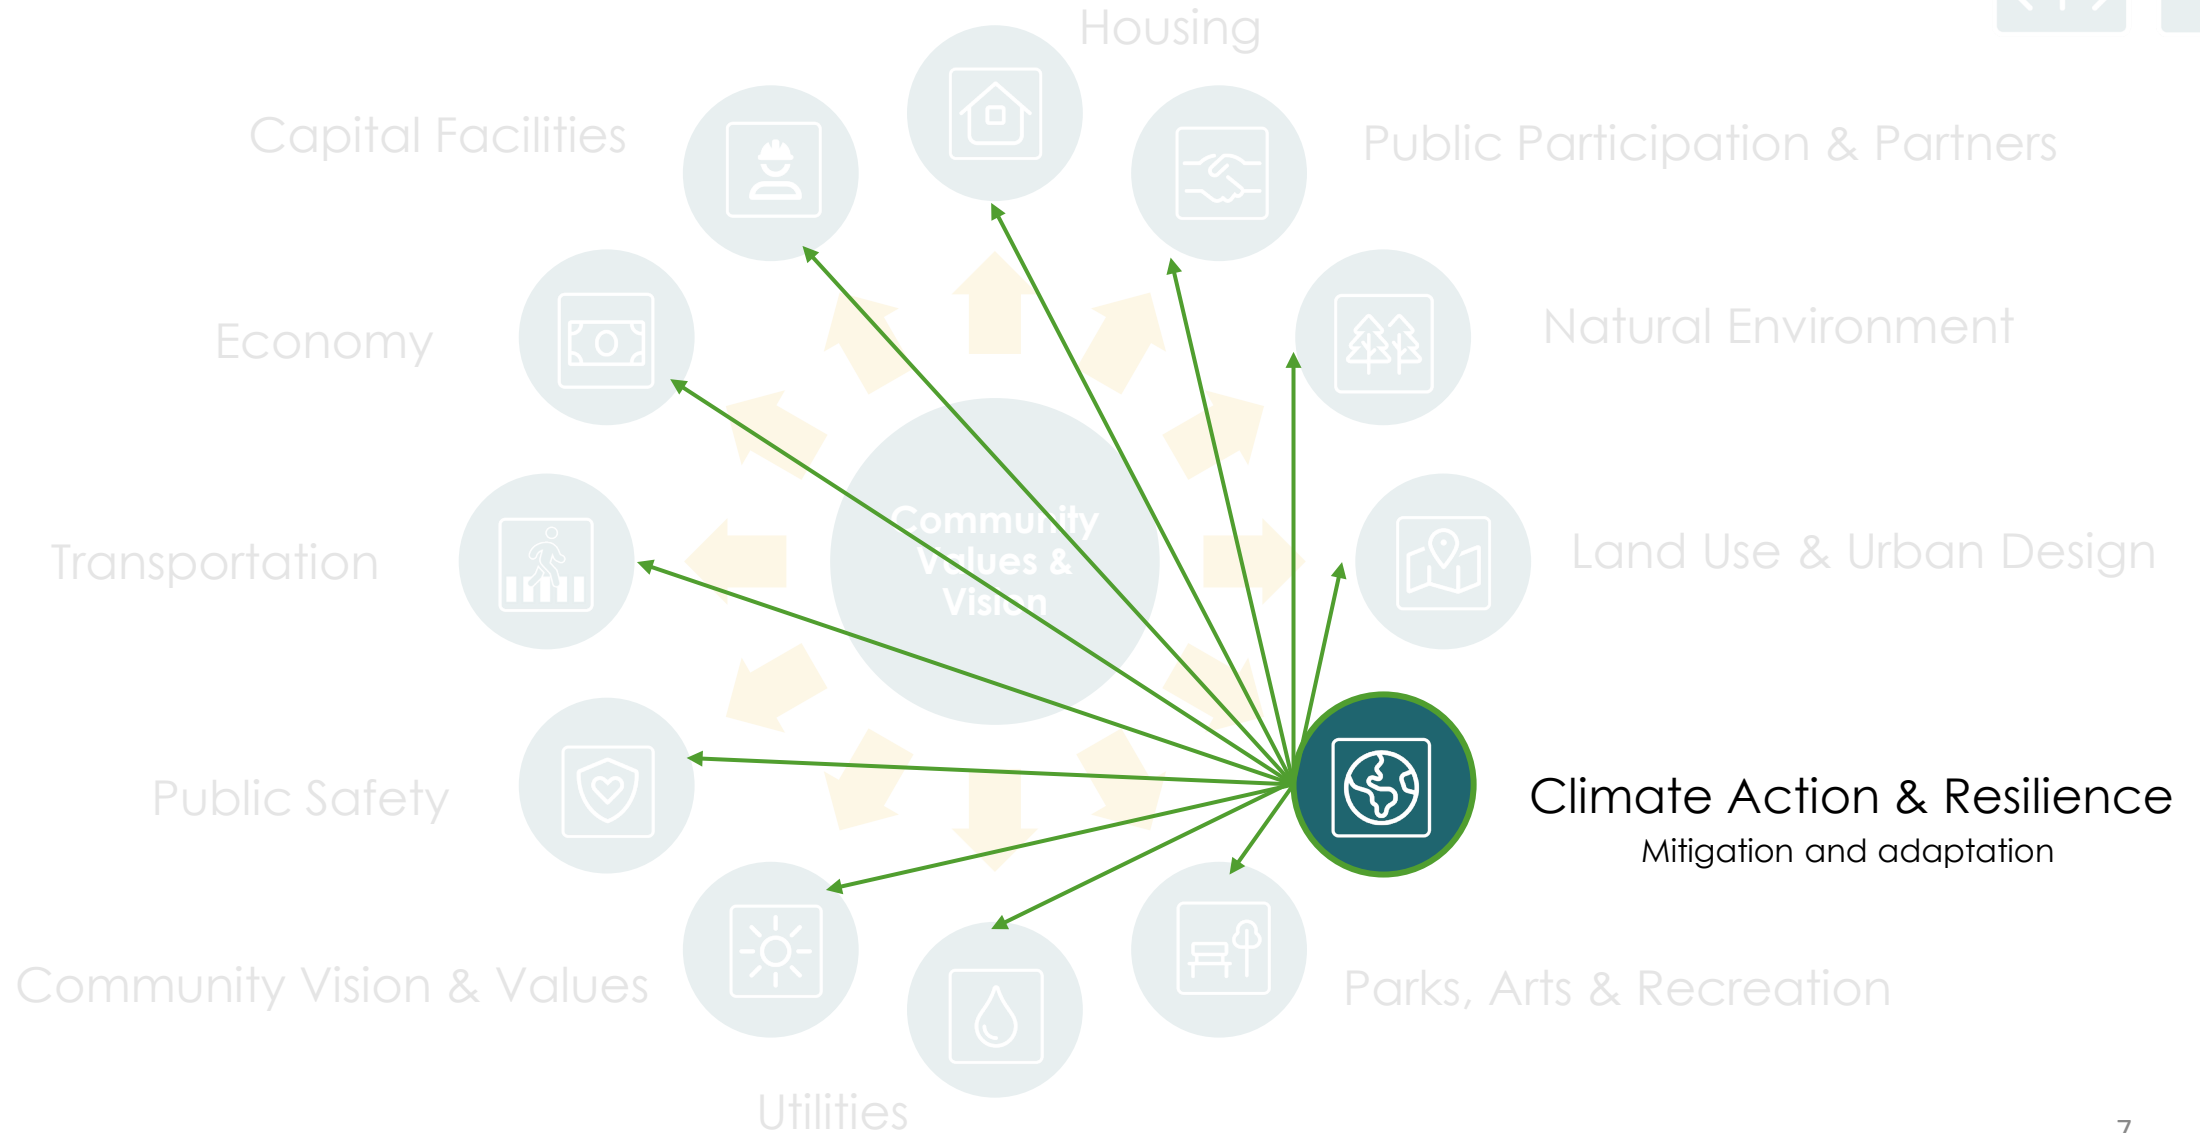 Housing
Capital Facilities
Public Participation & Partners
Natural Environment
Economy
Community
Values &
Vision
Land Use & Urban Design
Transportation
Public Safety
Climate Action & Resilience
Mitigation and adaptation
Community Vision & Values
Parks, Arts & Recreation
Utilities
7